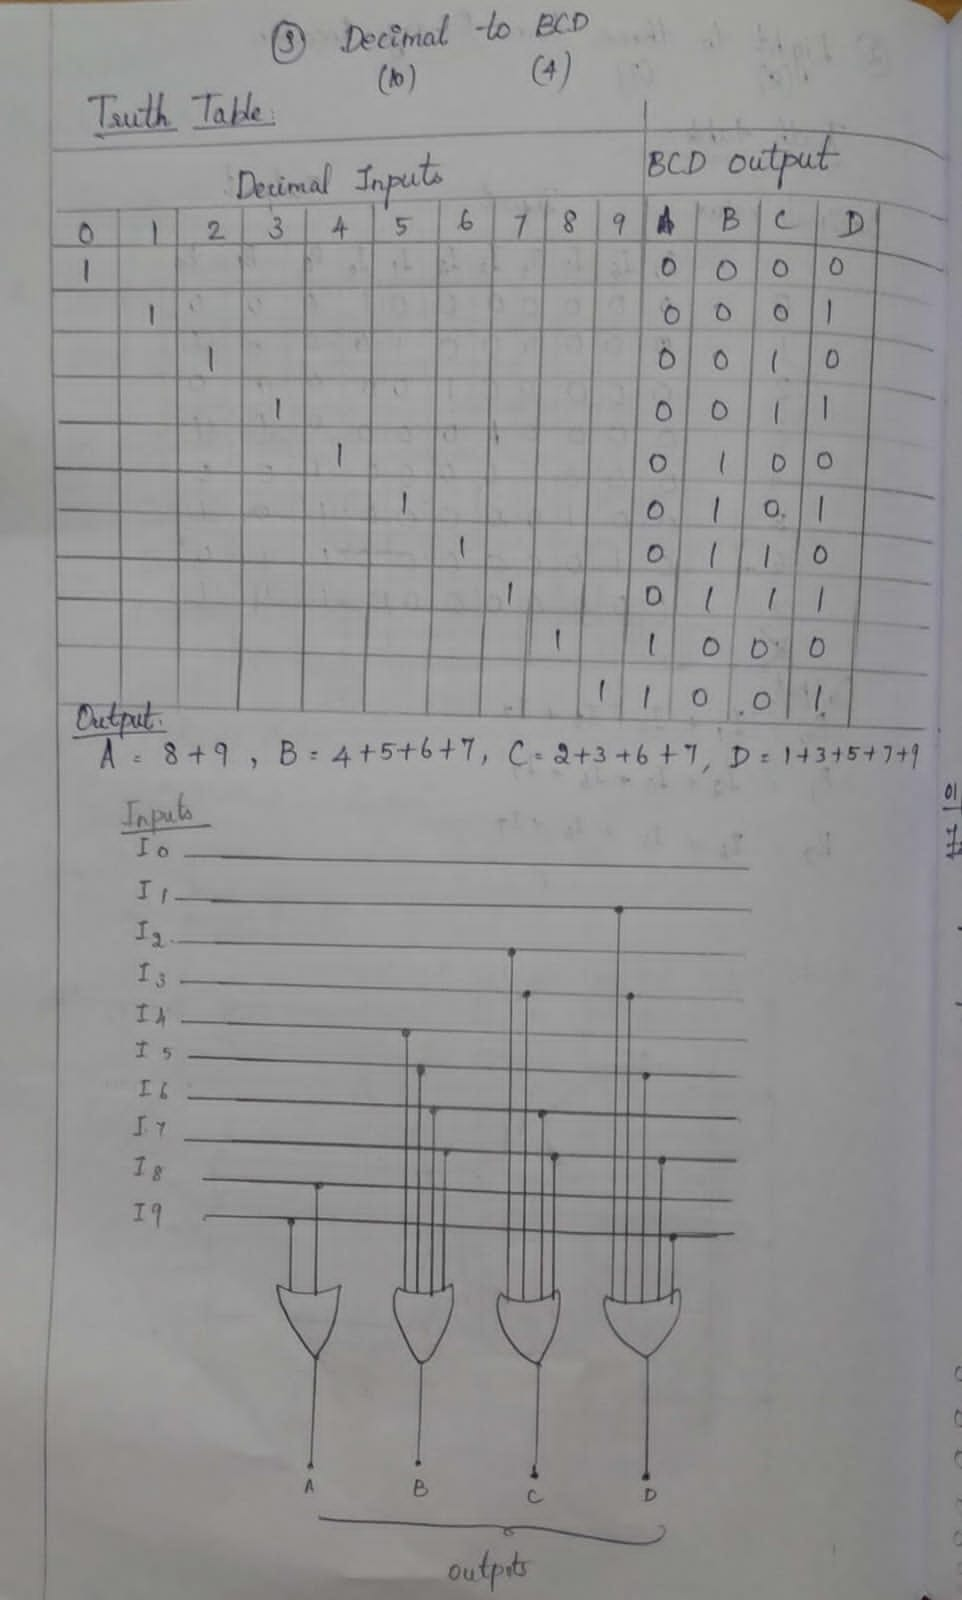 ③ Decimal to BCD
(10) (4)
Truth Table:
Decimal Inputs BCD output
0 1 2 3 4 5 6 7 8 9 A B C D
1 0 0 0 0
1 0 0 0 1
1 0 0 1 0
1 0 0 1 1
1 0 1 0 0
1 0 1 0 1
1 0 1 1 0
1 0 1 1 1
1 1 0 0 0
1 1 0 0 1
Output:
A = 8+9, B = 4+5+6+7, C = 2+3+6+7, D = 1+3+5+7+9
Inputs
I0
I1
I2
I3
I4
I5
I6
I7
I8
I9
A B C D
outputs